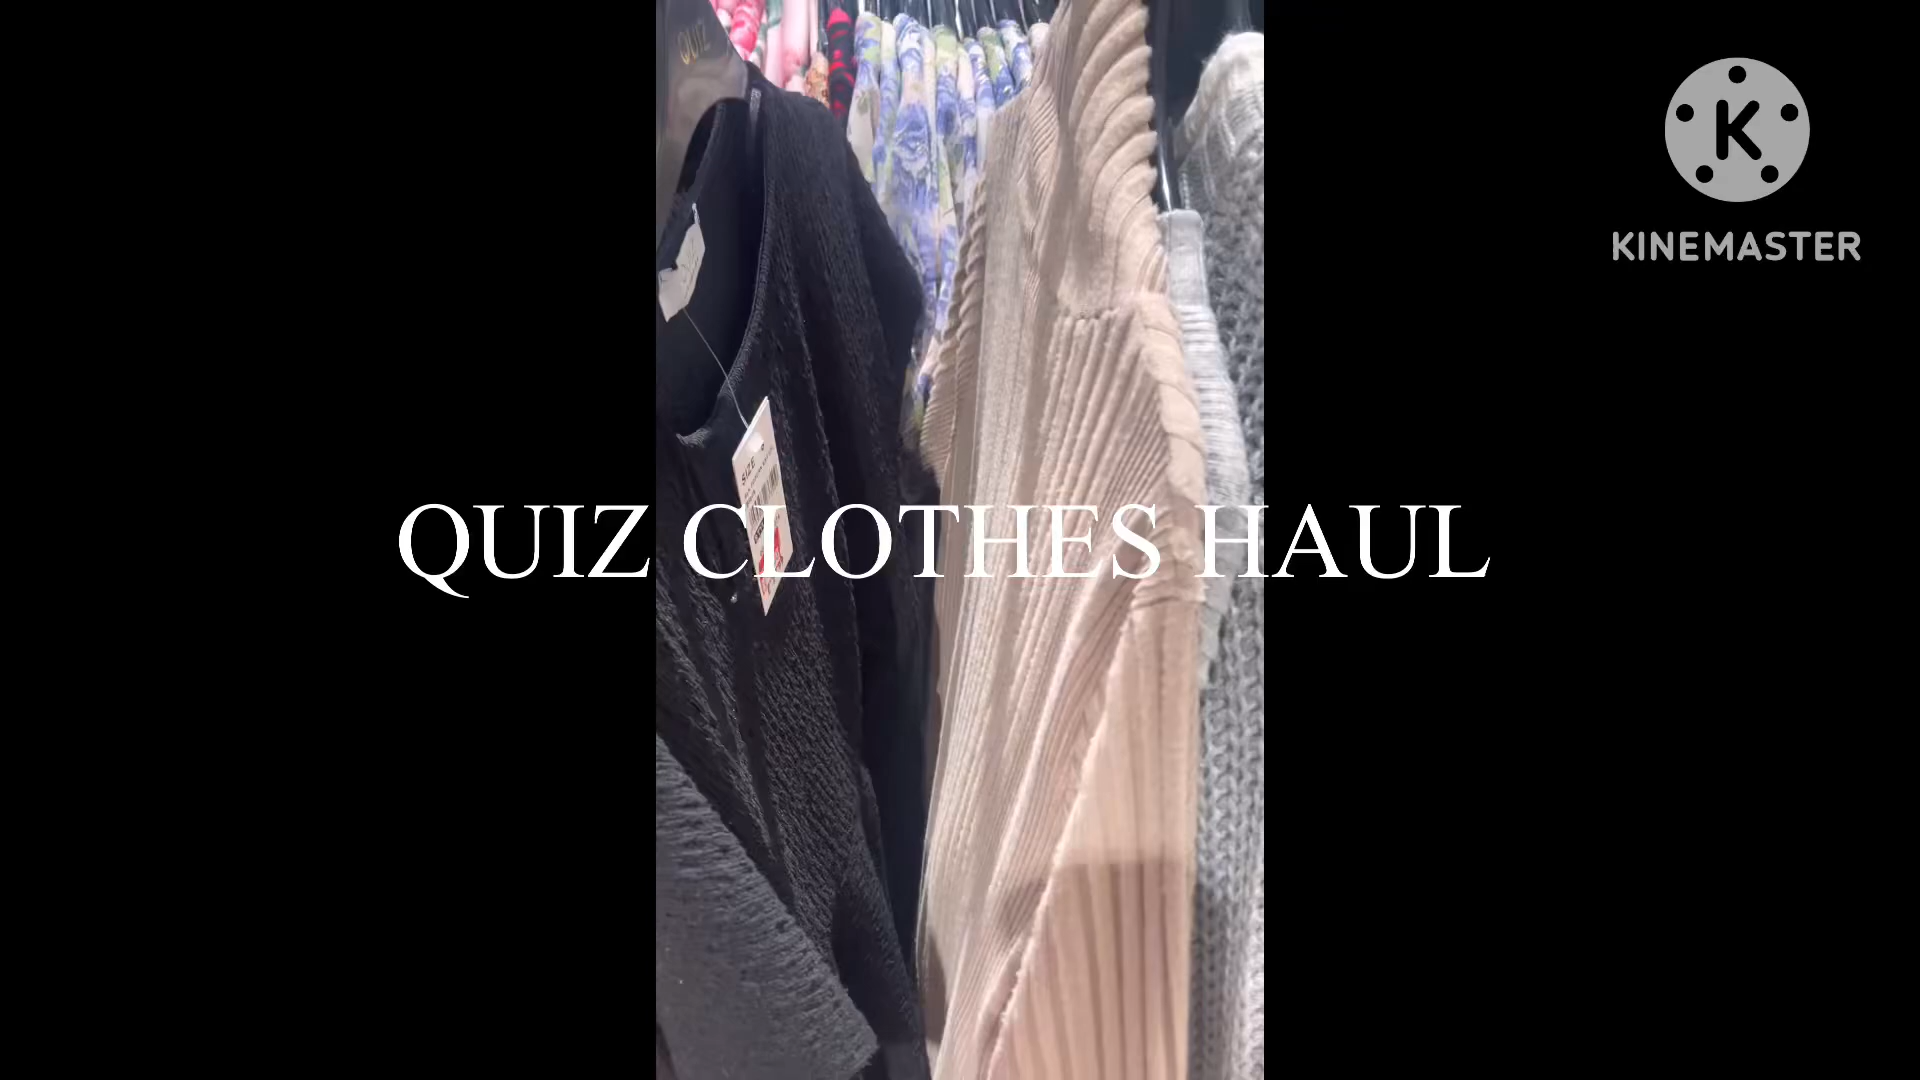 QUIZ
K
KINEMASTER
SIZE
QUIZ CLOTHES HAUL